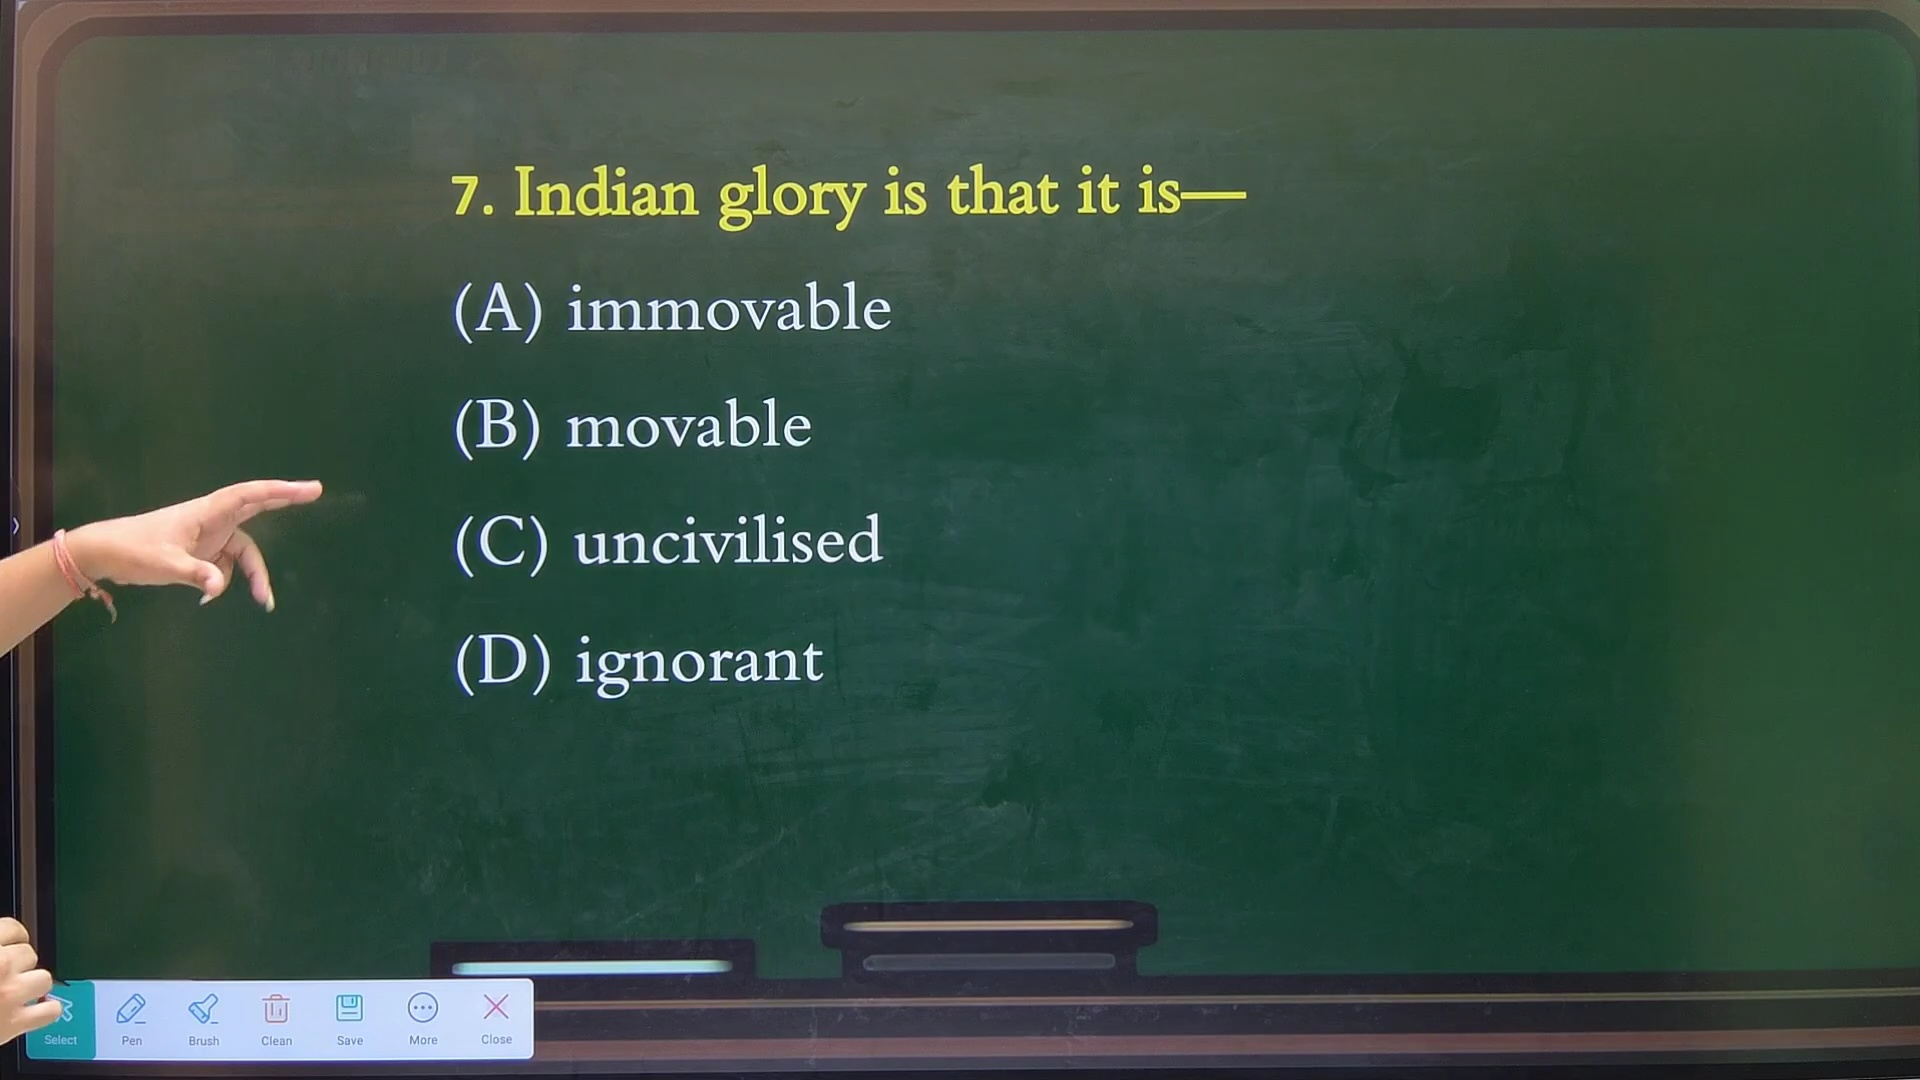 7. Indian glory is that it is—
(A) immovable
(B) movable
(C) uncivilised
(D) ignorant
Select Pen Brush Clean Save More Close